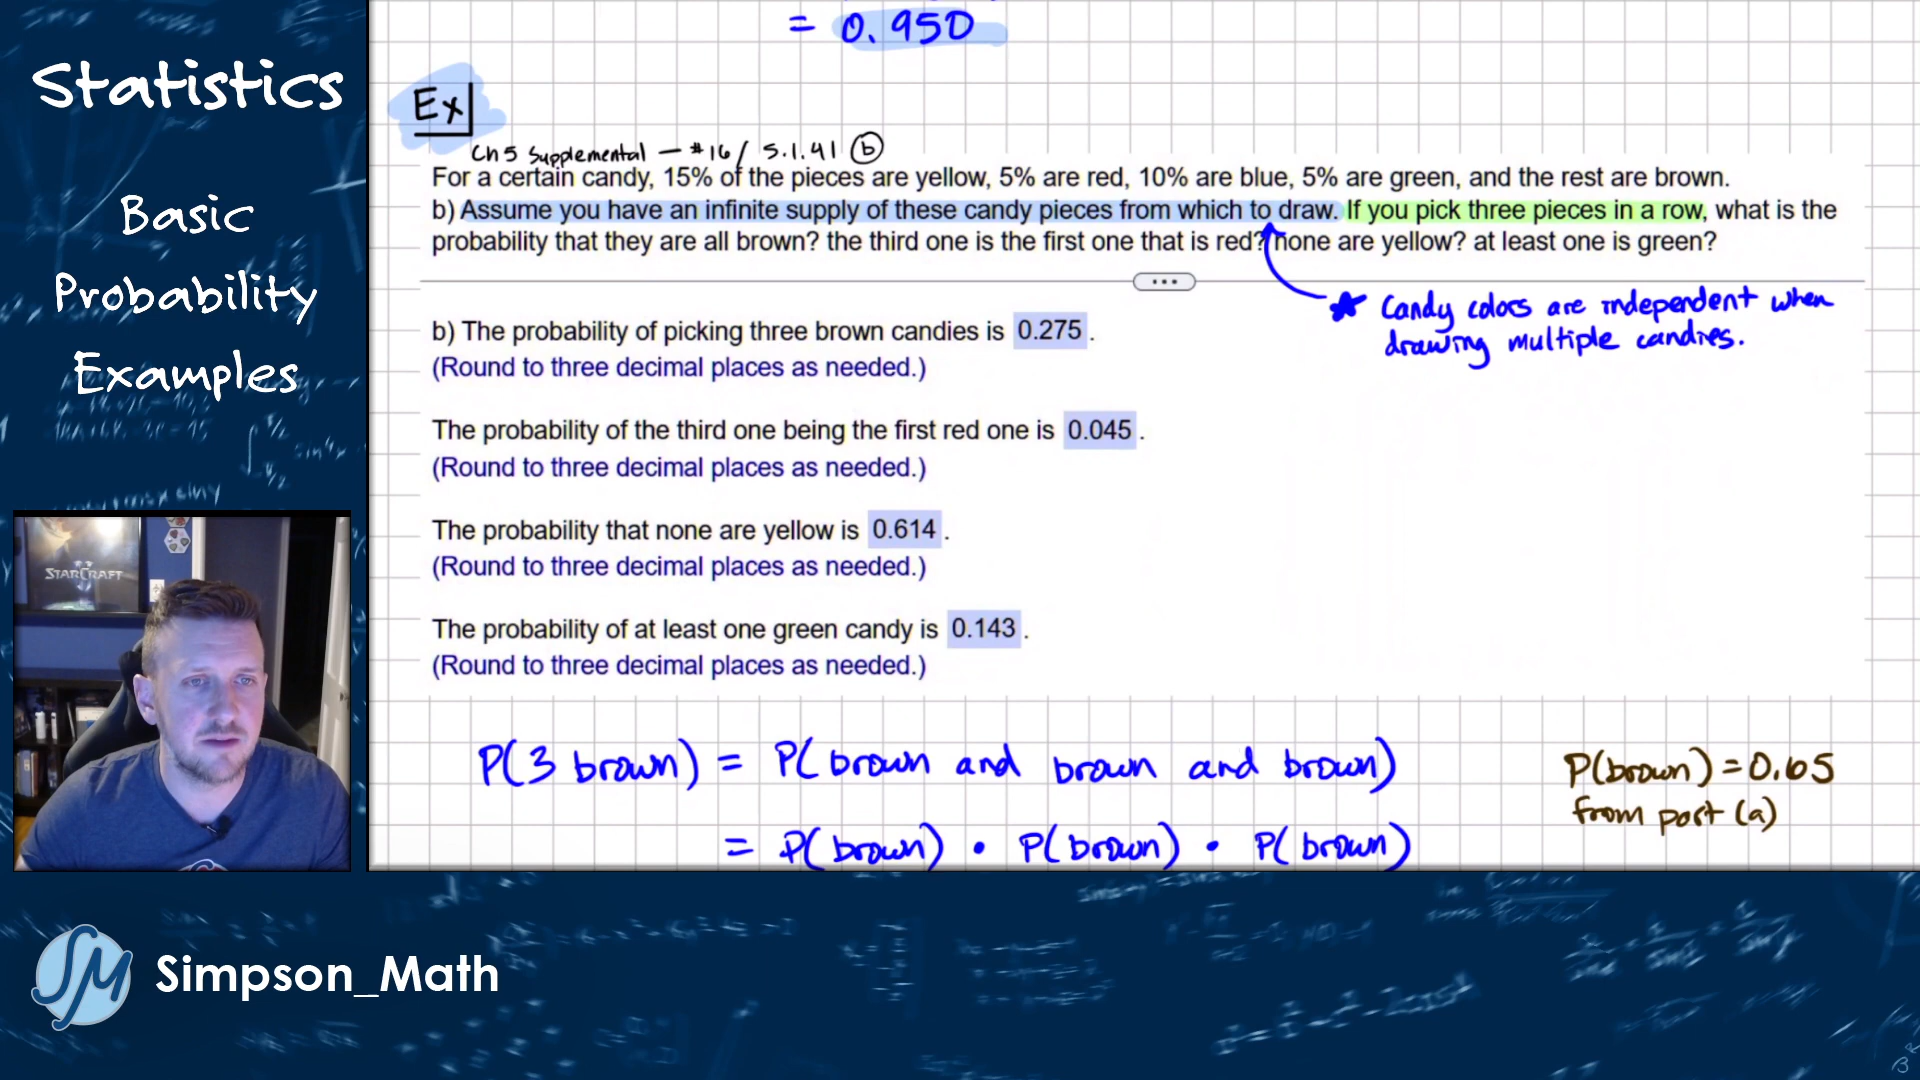 Statistics
Basic
Probability
Examples
STARCRAFT
Simpson_Math
SM
= 0.950
Ex
Ch 5 Supplemental – #16 / 5.1.41 (b)
For a certain candy, 15% of the pieces are yellow, 5% are red, 10% are blue, 5% are green, and the rest are brown.
b) Assume you have an infinite supply of these candy pieces from which to draw. If you pick three pieces in a row, what is the
probability that they are all brown? the third one is the first one that is red? none are yellow? at least one is green?
★ Candy colors are independent when
drawing multiple candies.
b) The probability of picking three brown candies is 0.275.
(Round to three decimal places as needed.)
The probability of the third one being the first red one is 0.045.
(Round to three decimal places as needed.)
The probability that none are yellow is 0.614.
(Round to three decimal places as needed.)
The probability of at least one green candy is 0.143.
(Round to three decimal places as needed.)
P(3 brown) = P(brown and brown and brown)
= P(brown) • P(brown) • P(brown)
P(brown) = 0.65
from part (a)